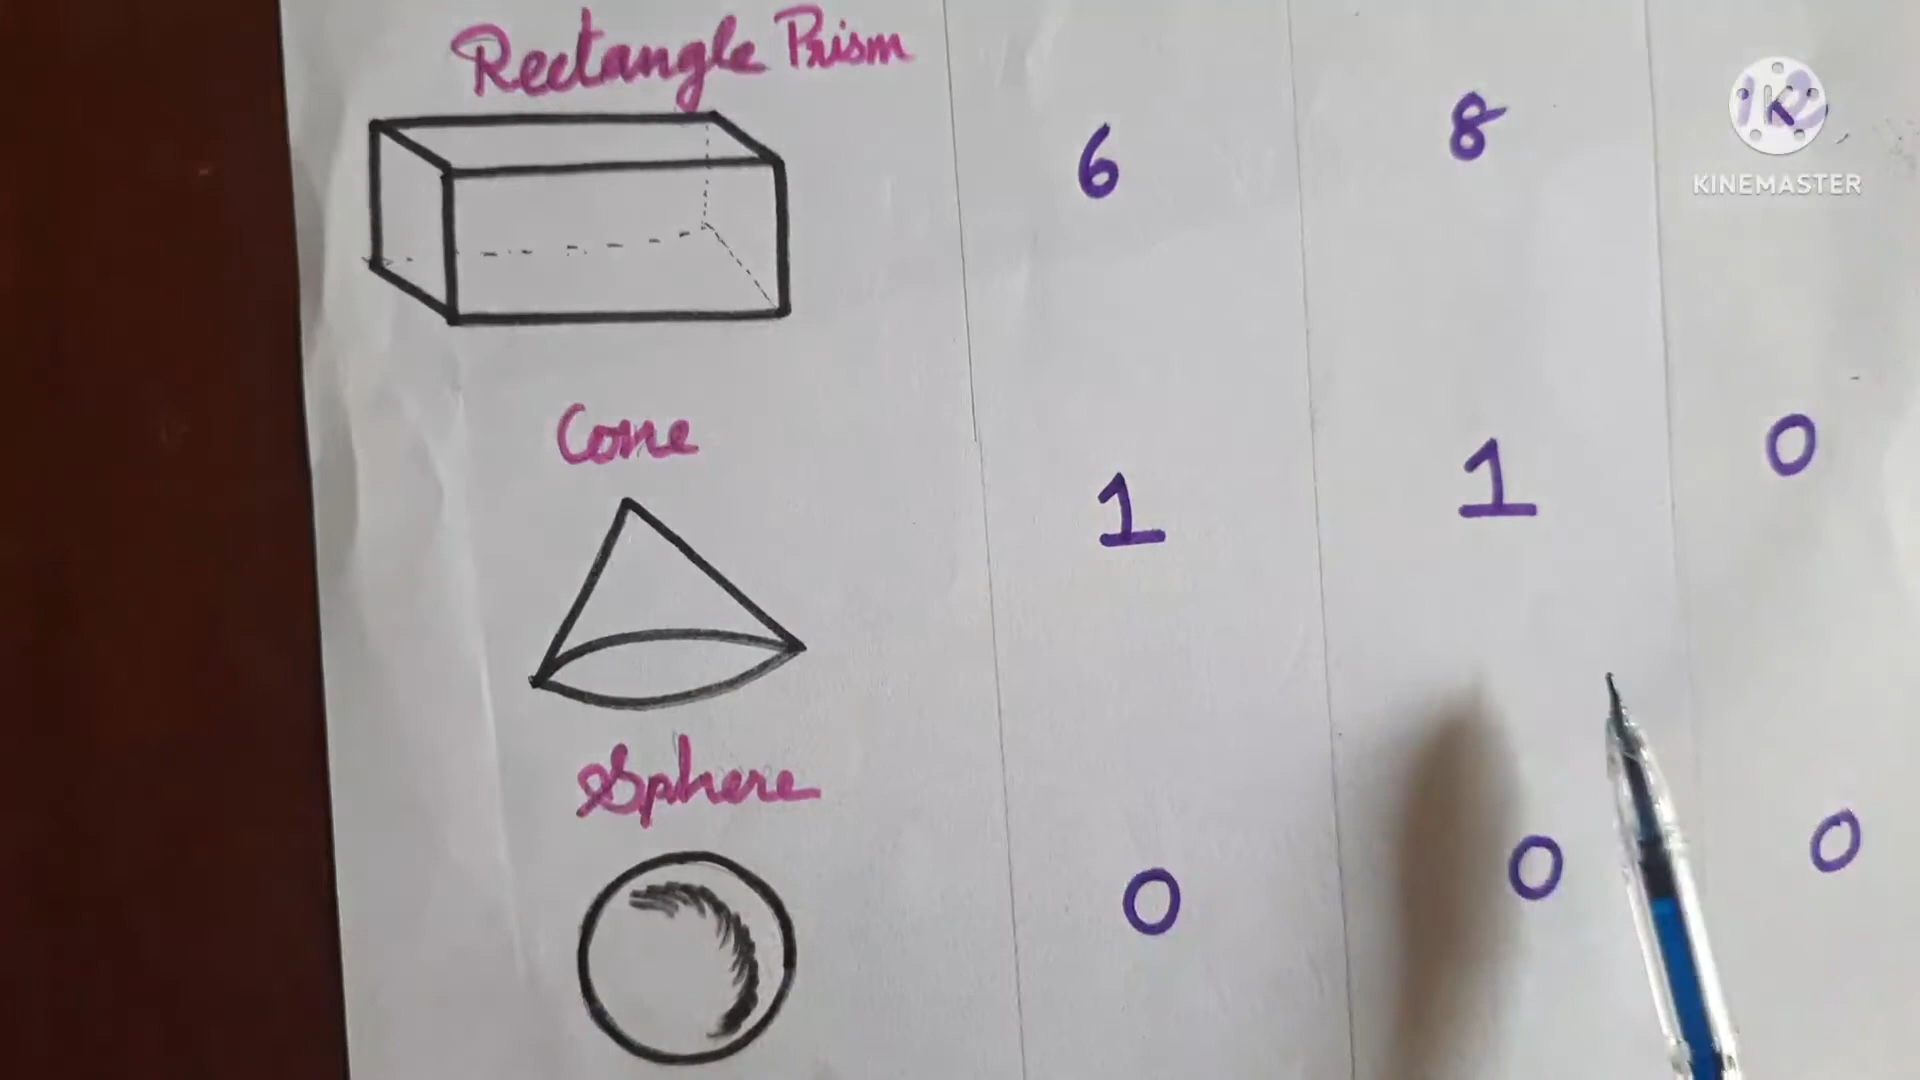 Rectangle Prism
6 8
K
KINEMASTER
Cone
1 1 0
Sphere
0 0 0